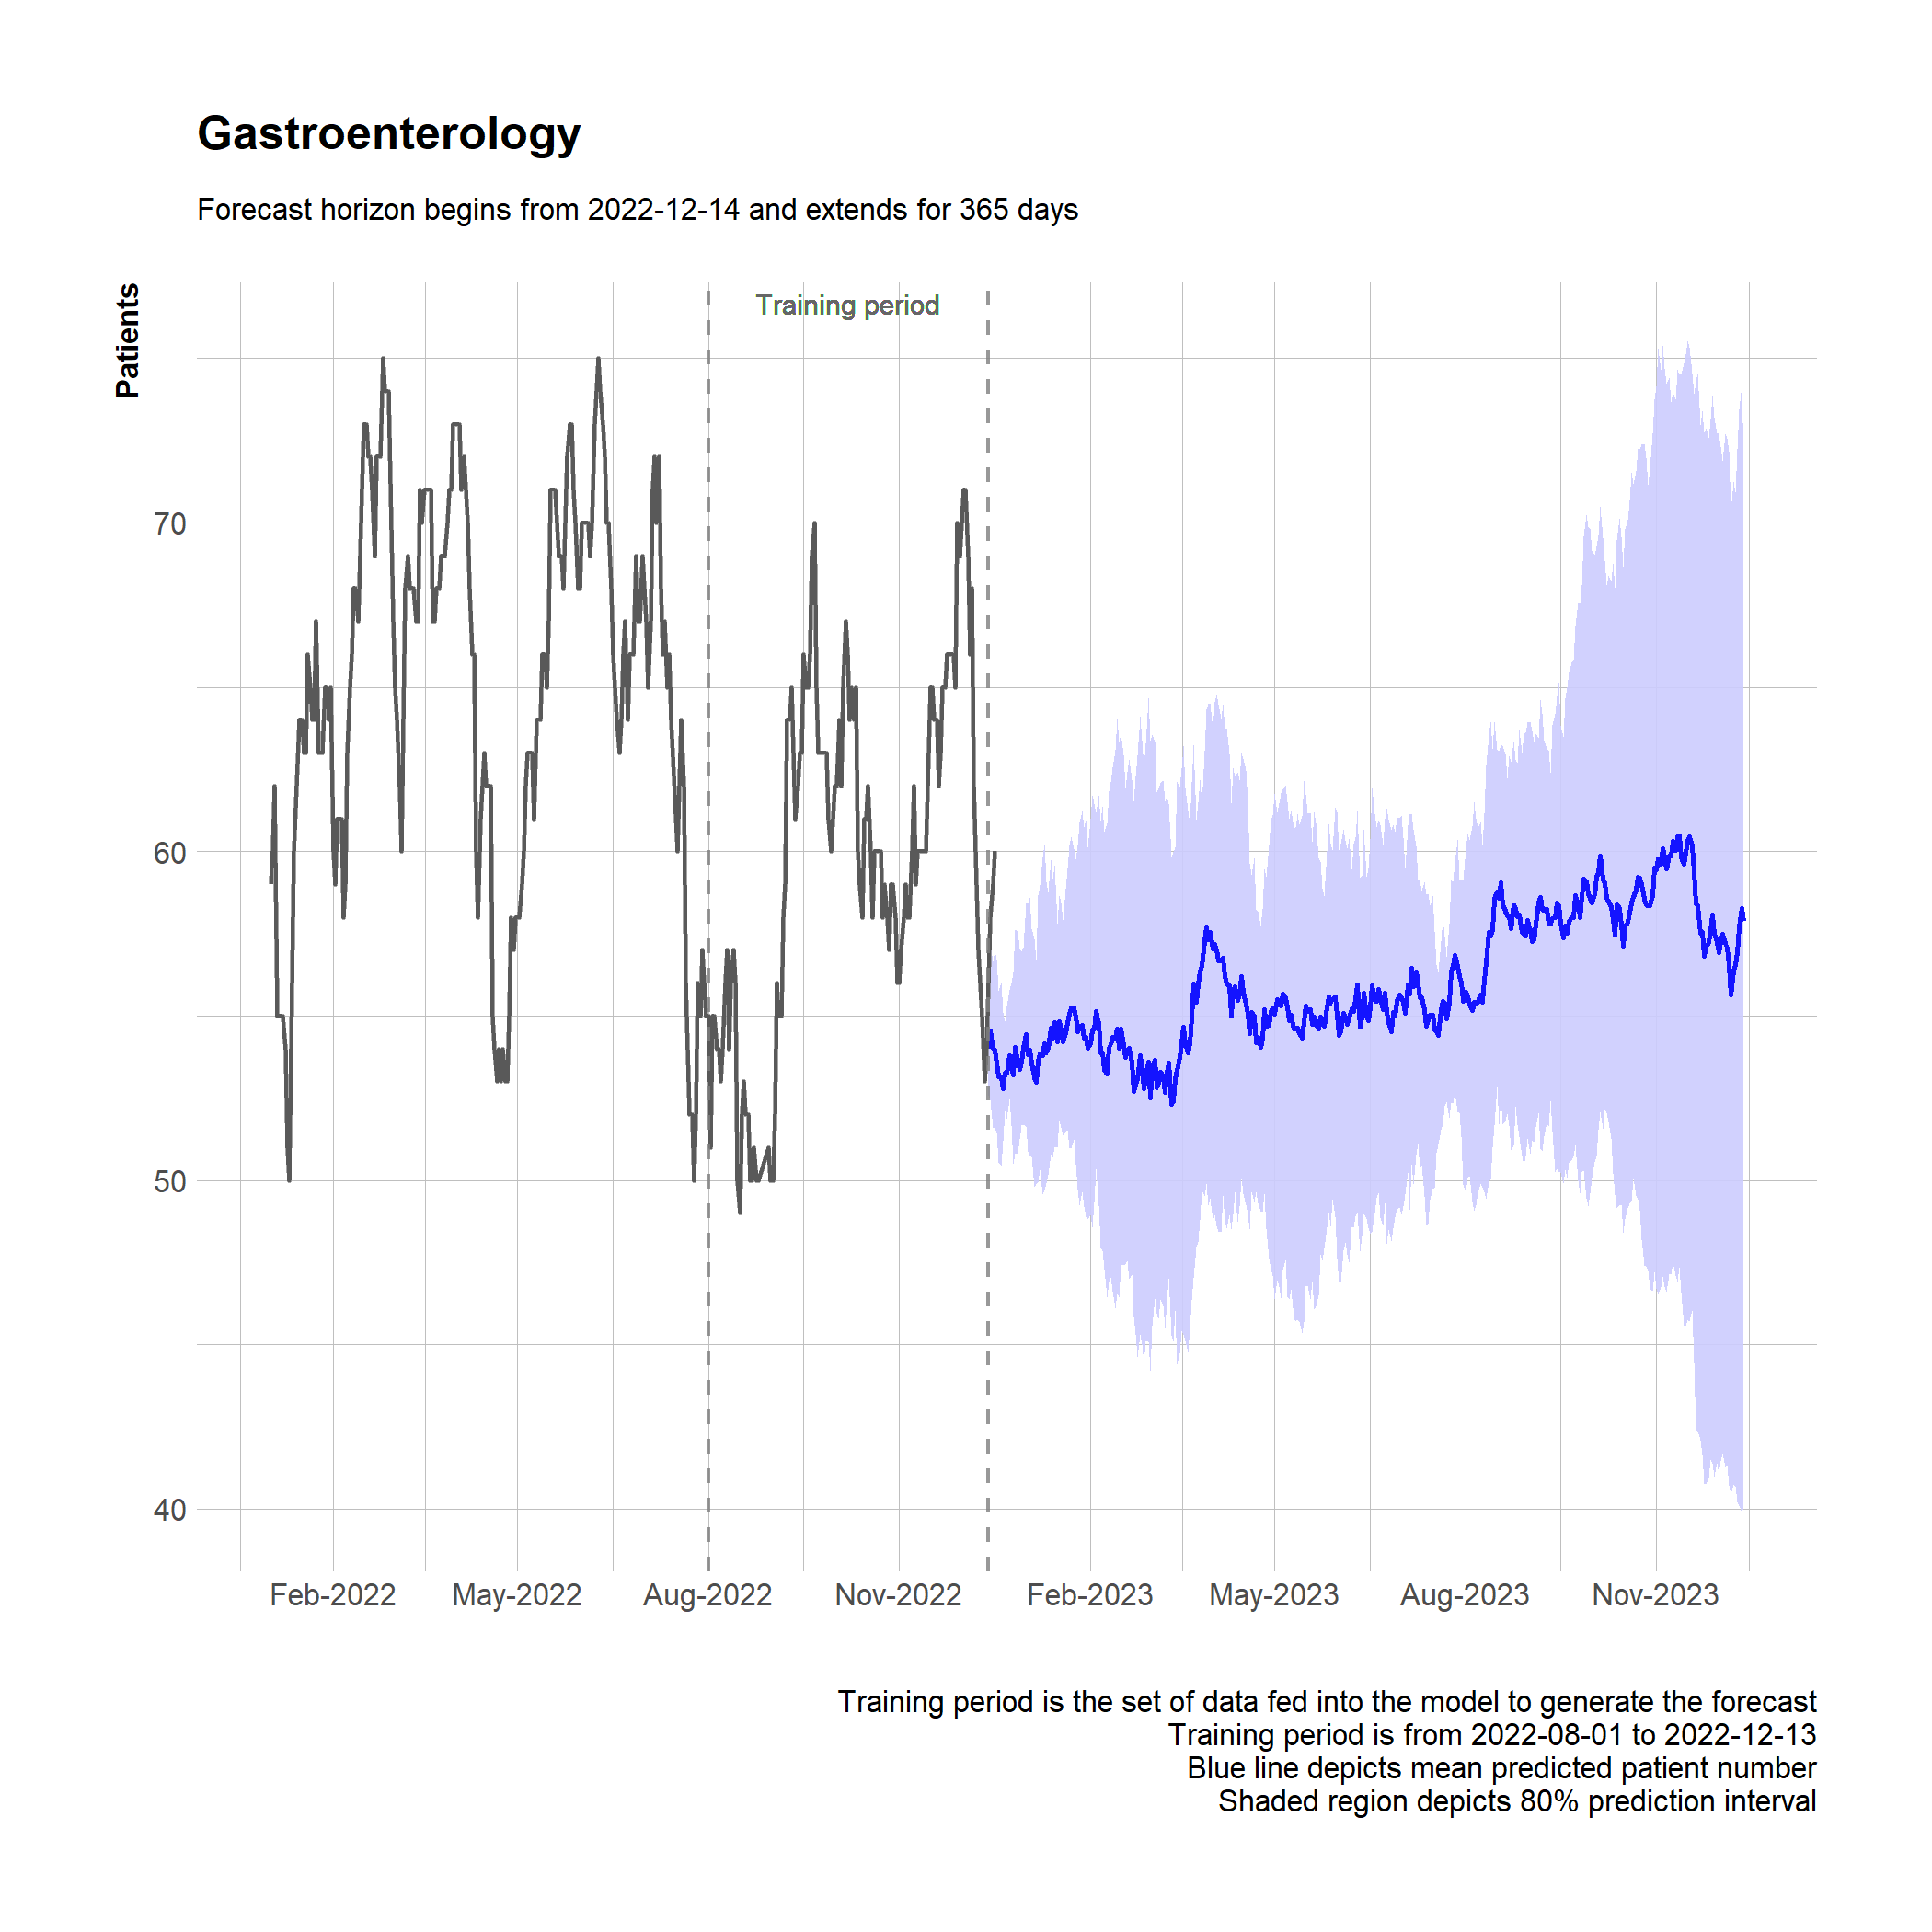 Gastroenterology
Forecast horizon begins from 2022-12-14 and extends for 365 days
Patients
Training period
70
60
50
40
Feb-2022
May-2022
Aug-2022
Nov-2022
Feb-2023
May-2023
Aug-2023
Nov-2023
Training period is the set of data fed into the model to generate the forecast
Training period is from 2022-08-01 to 2022-12-13
Blue line depicts mean predicted patient number
Shaded region depicts 80% prediction interval